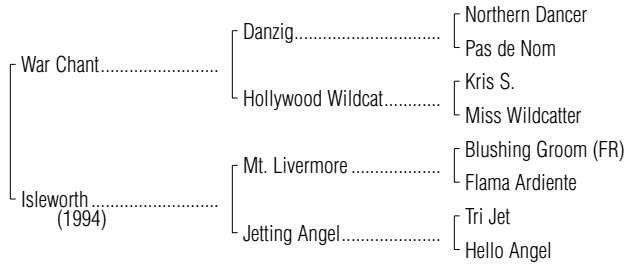 Northern Dancer
Danzig
Pas de Nom
War Chant
Kris S.
Hollywood Wildcat
Miss Wildcatter
Blushing Groom (FR)
Mt. Livermore
Flama Ardiente
Isleworth
(1994)
Tri Jet
Jetting Angel
Hello Angel